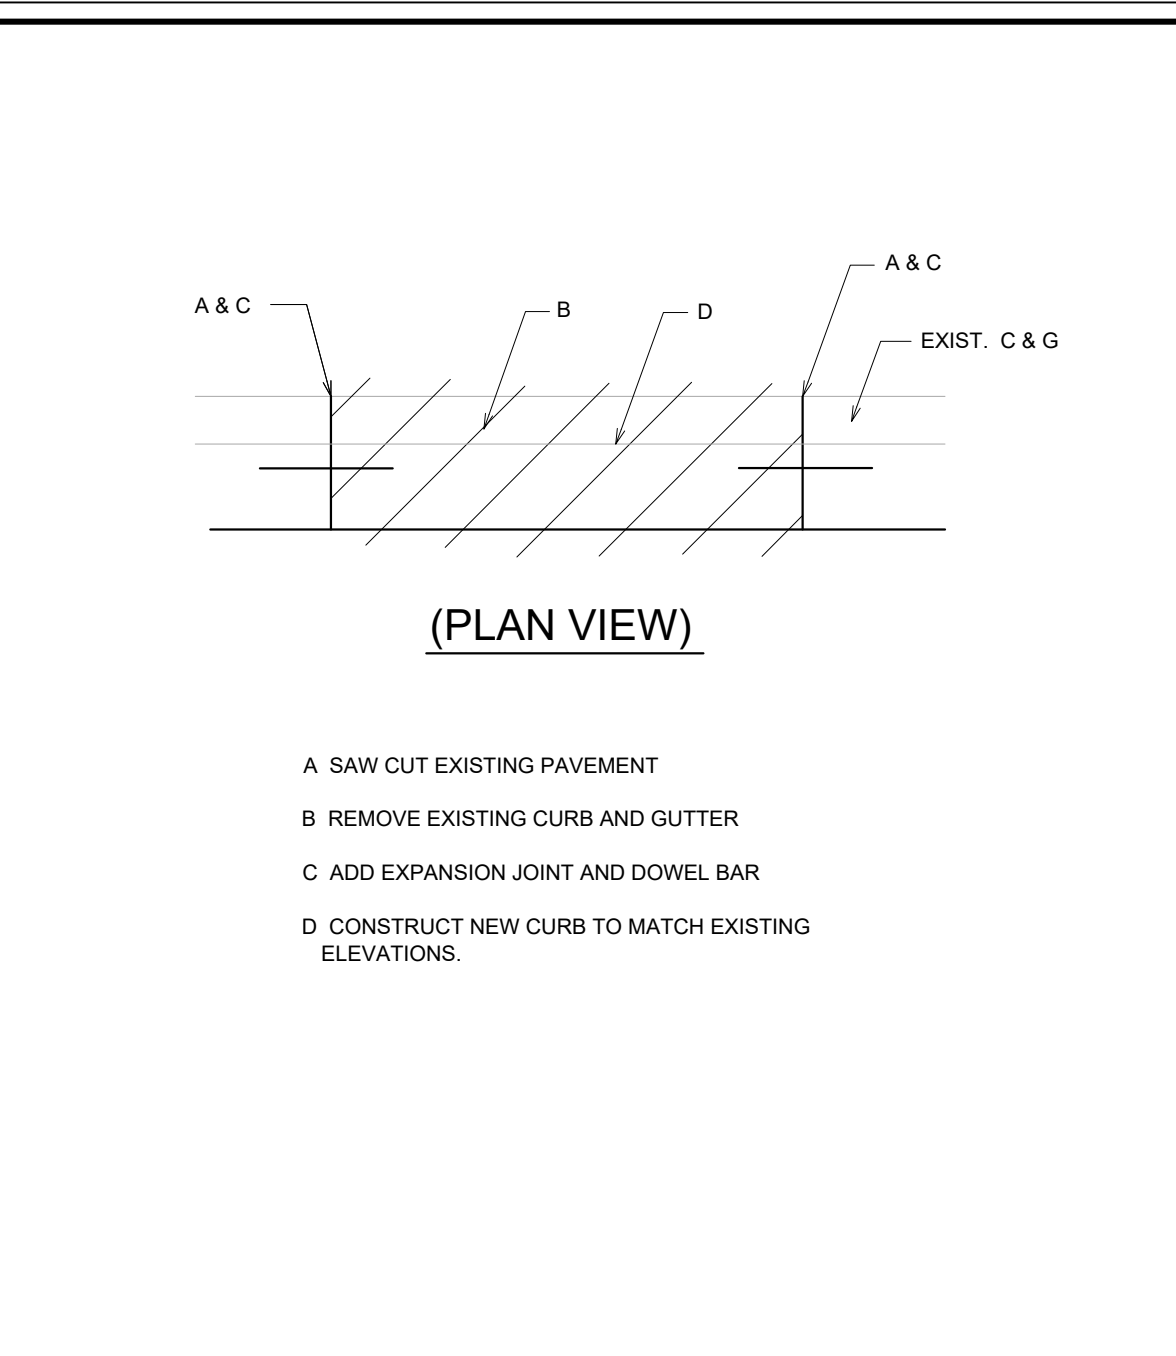 A & C
A & C
B
D
EXIST. C & G
(PLAN VIEW)
A SAW CUT EXISTING PAVEMENT
B REMOVE EXISTING CURB AND GUTTER
C ADD EXPANSION JOINT AND DOWEL BAR
D CONSTRUCT NEW CURB TO MATCH EXISTING
ELEVATIONS.